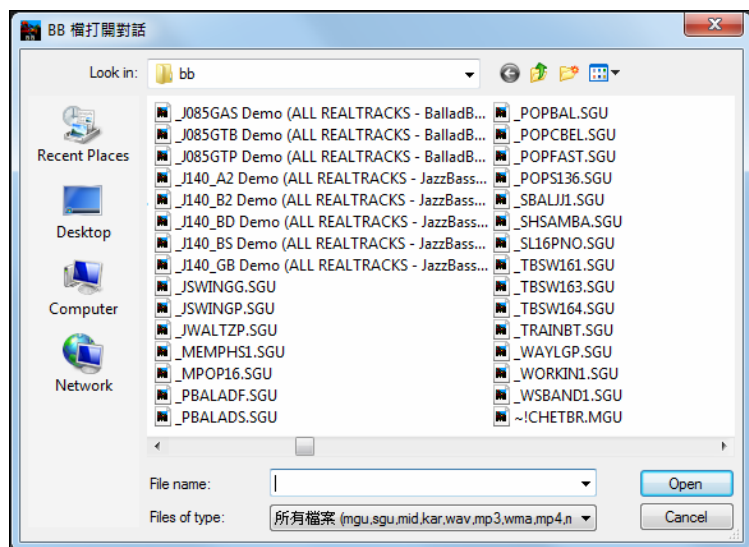 BB 檔打開對話
Look in:
bb
Recent Places
Desktop
Computer
Network
_J085GAS Demo (ALL REALTRACKS - BalladB...
_J085GTB Demo (ALL REALTRACKS - BalladB...
_J085GTP Demo (ALL REALTRACKS - BalladB...
_J140_A2 Demo (ALL REALTRACKS - JazzBass...
_J140_B2 Demo (ALL REALTRACKS - JazzBass...
_J140_BD Demo (ALL REALTRACKS - JazzBass...
_J140_BS Demo (ALL REALTRACKS - JazzBass...
_J140_GB Demo (ALL REALTRACKS - JazzBass...
_JSWINGG.SGU
_JSWINGP.SGU
_JWALTZP.SGU
_MEMPHS1.SGU
_MPOP16.SGU
_PBALADF.SGU
_PBALADS.SGU
_POPBAL.SGU
_POPCBEL.SGU
_POPFAST.SGU
_POPS136.SGU
_SBALJJ1.SGU
_SHSAMBA.SGU
_SL16PNO.SGU
_TBSW161.SGU
_TBSW163.SGU
_TBSW164.SGU
_TRAINBT.SGU
_WAYLGP.SGU
_WORKIN1.SGU
_WSBAND1.SGU
~!CHETBR.MGU
File name:
Open
Files of type:
所有檔案 (mgu,sgu,mid,kar,wav,mp3,wma,mp4,n
Cancel